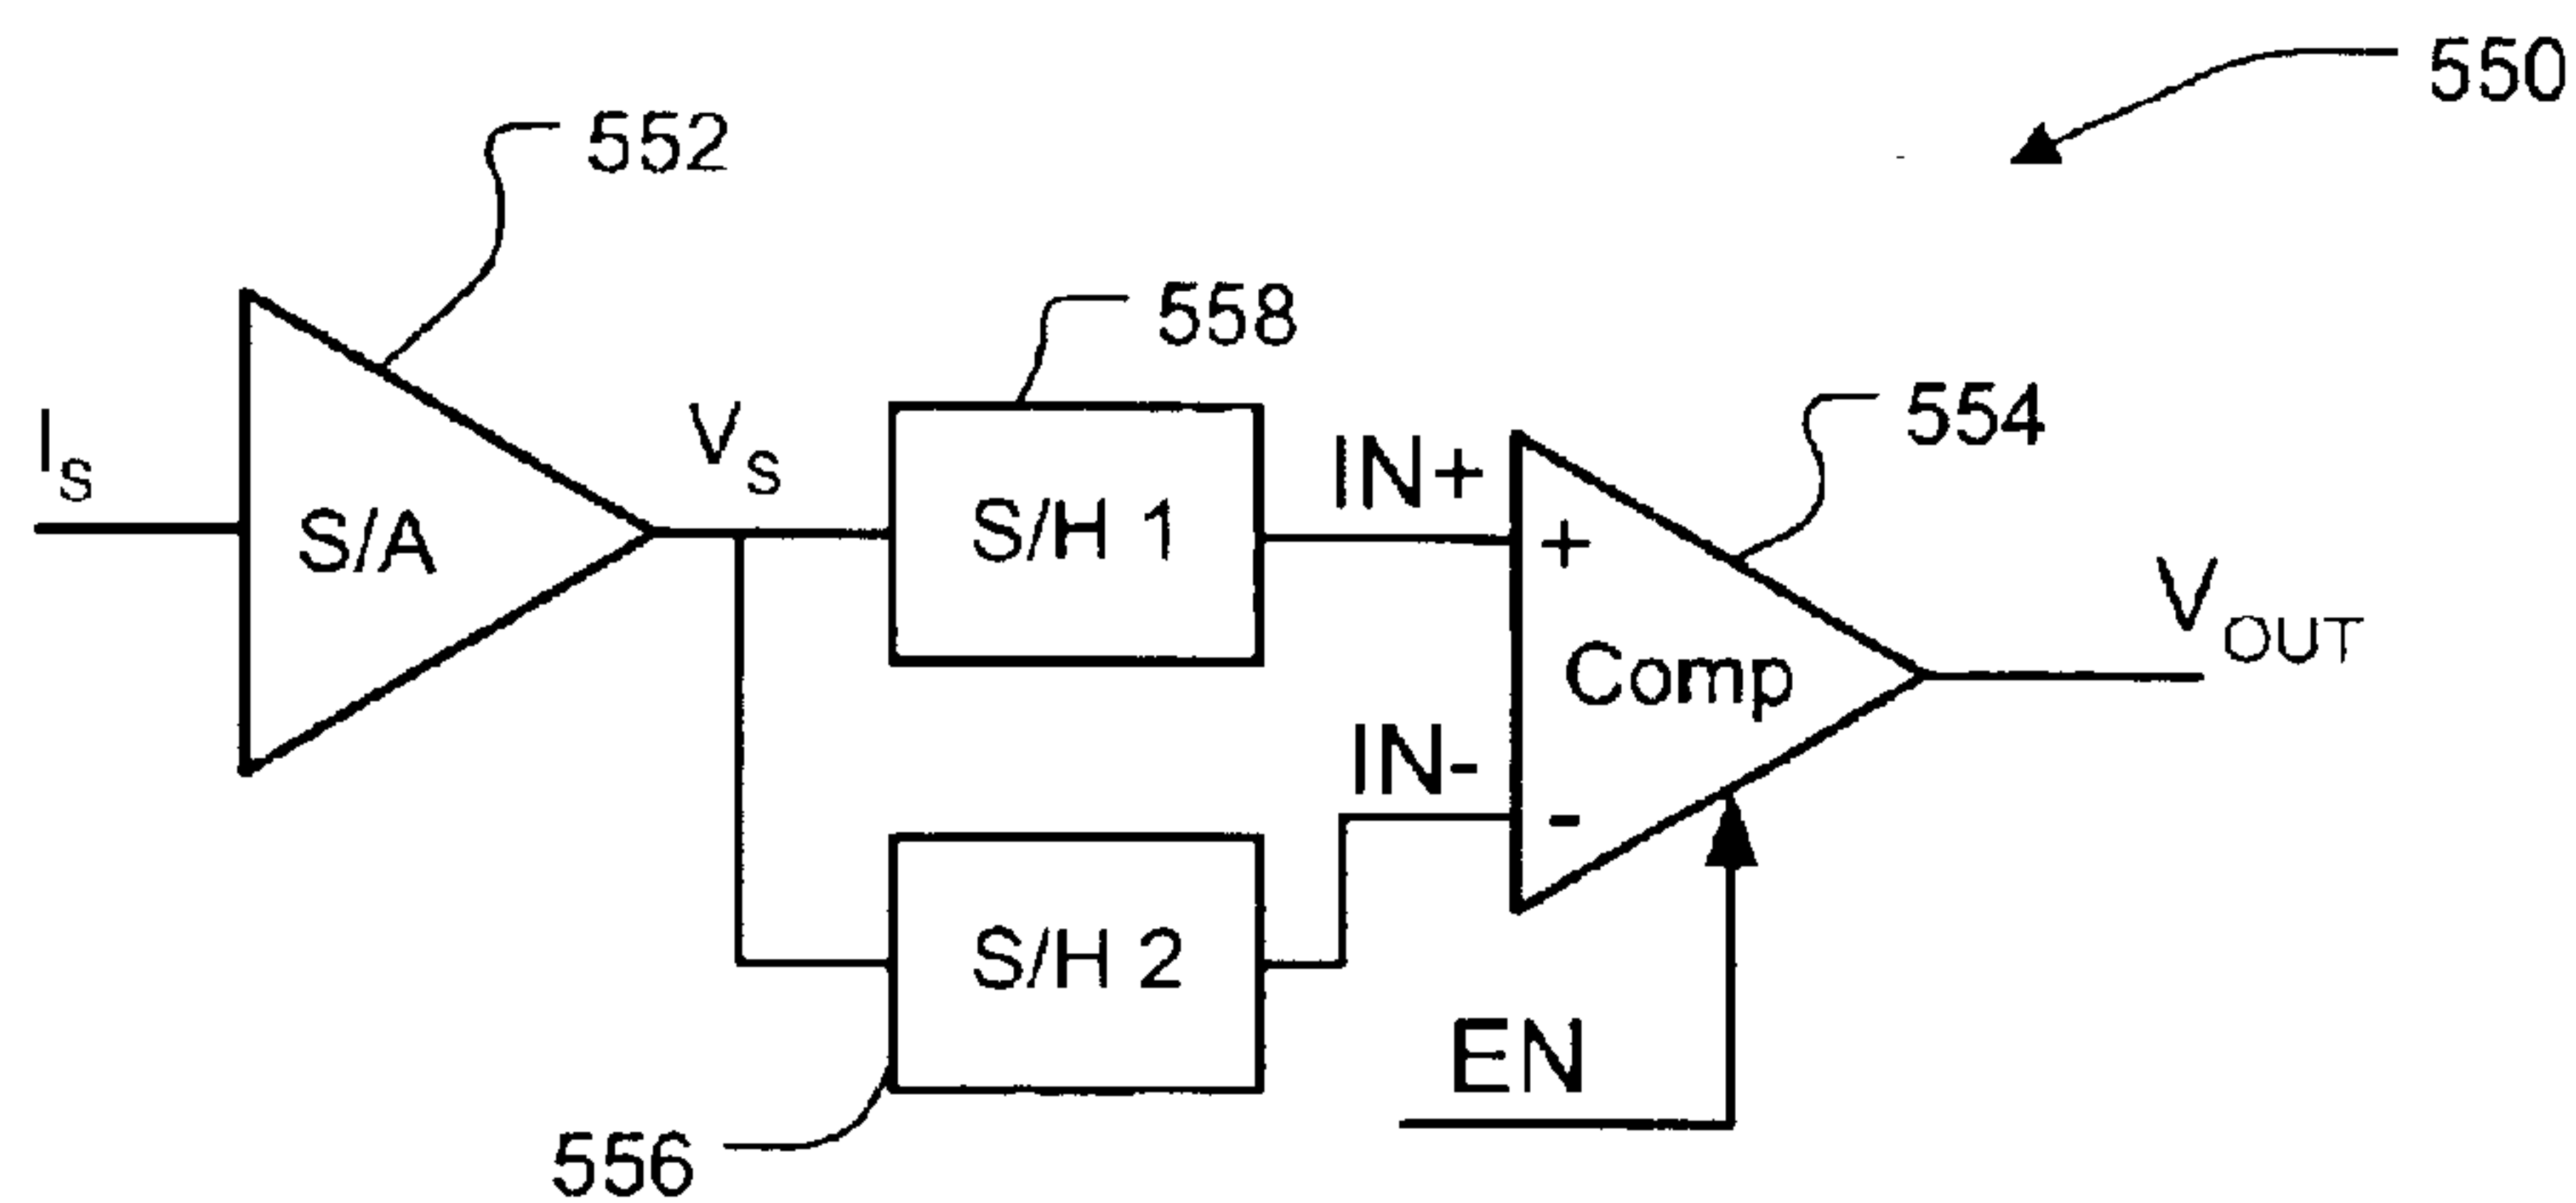 550
552
558
554
I_S
S/A
V_S
S/H 1
IN+
+
Comp
V_OUT
IN-
-
S/H 2
EN
556